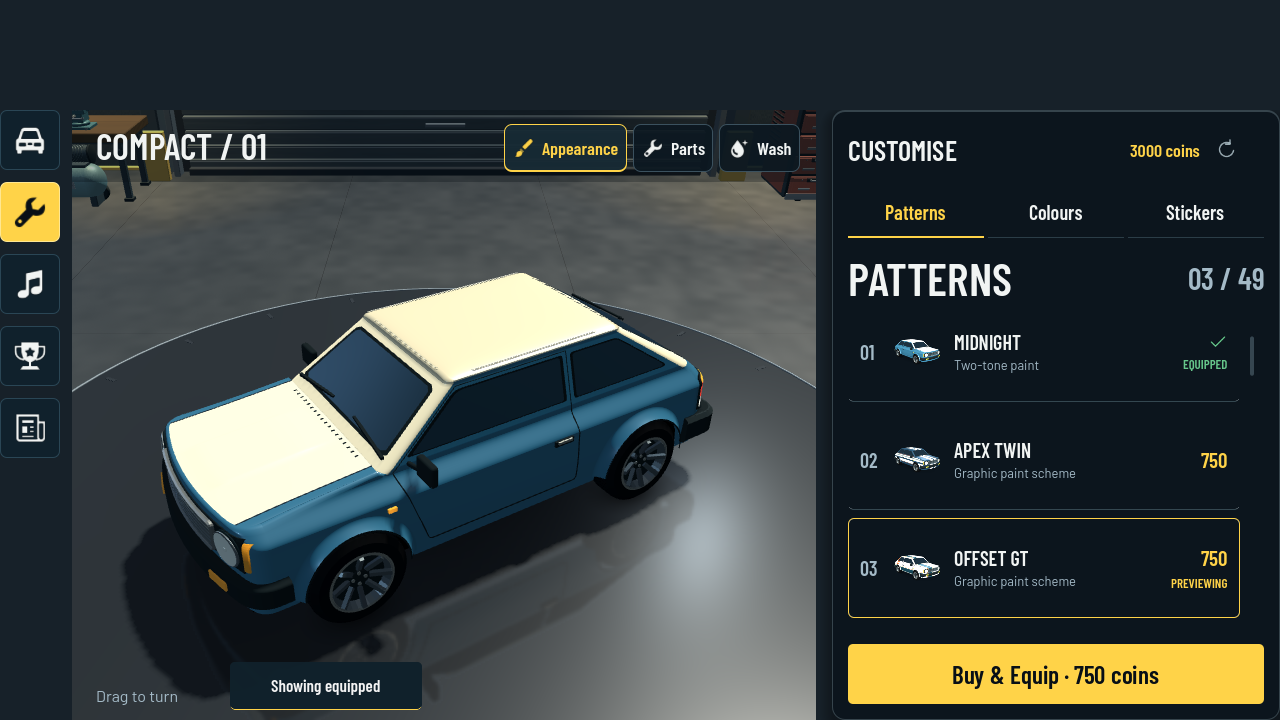 COMPACT / 01
Appearance
Parts
Wash
Drag to turn
Showing equipped
CUSTOMISE
3000 coins
Patterns
Colours
Stickers
PATTERNS
03 / 49
01
MIDNIGHT
Two-tone paint
EQUIPPED
02
APEX TWIN
Graphic paint scheme
750
03
OFFSET GT
Graphic paint scheme
750
PREVIEWING
Buy & Equip · 750 coins